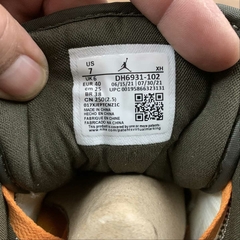 US 7
UK 6
EUR 40
cm 25
BR 38
CN 250(2.5)
XH
DH6931-102
06/15/21 07/30/21
UPC 00195866323131
MADE IN CHINA
HECHO EN CHINA
FABRIQUÉ EN CHINE